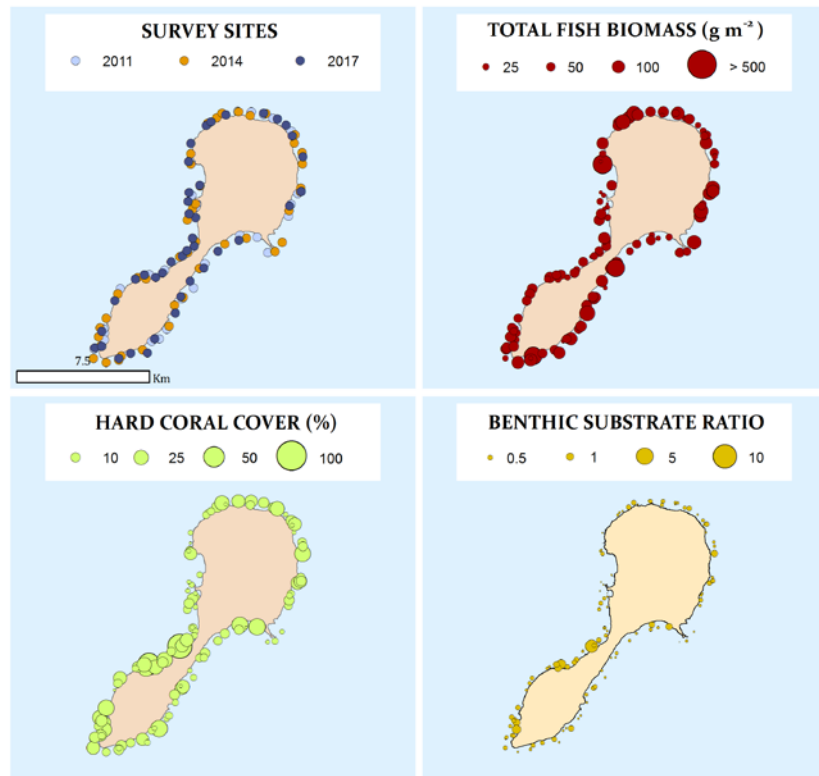 SURVEY SITES
2011 2014 2017
7.5
Km
TOTAL FISH BIOMASS (g m⁻²)
25 50 100 > 500
HARD CORAL COVER (%)
10 25 50 100
BENTHIC SUBSTRATE RATIO
0.5 1 5 10